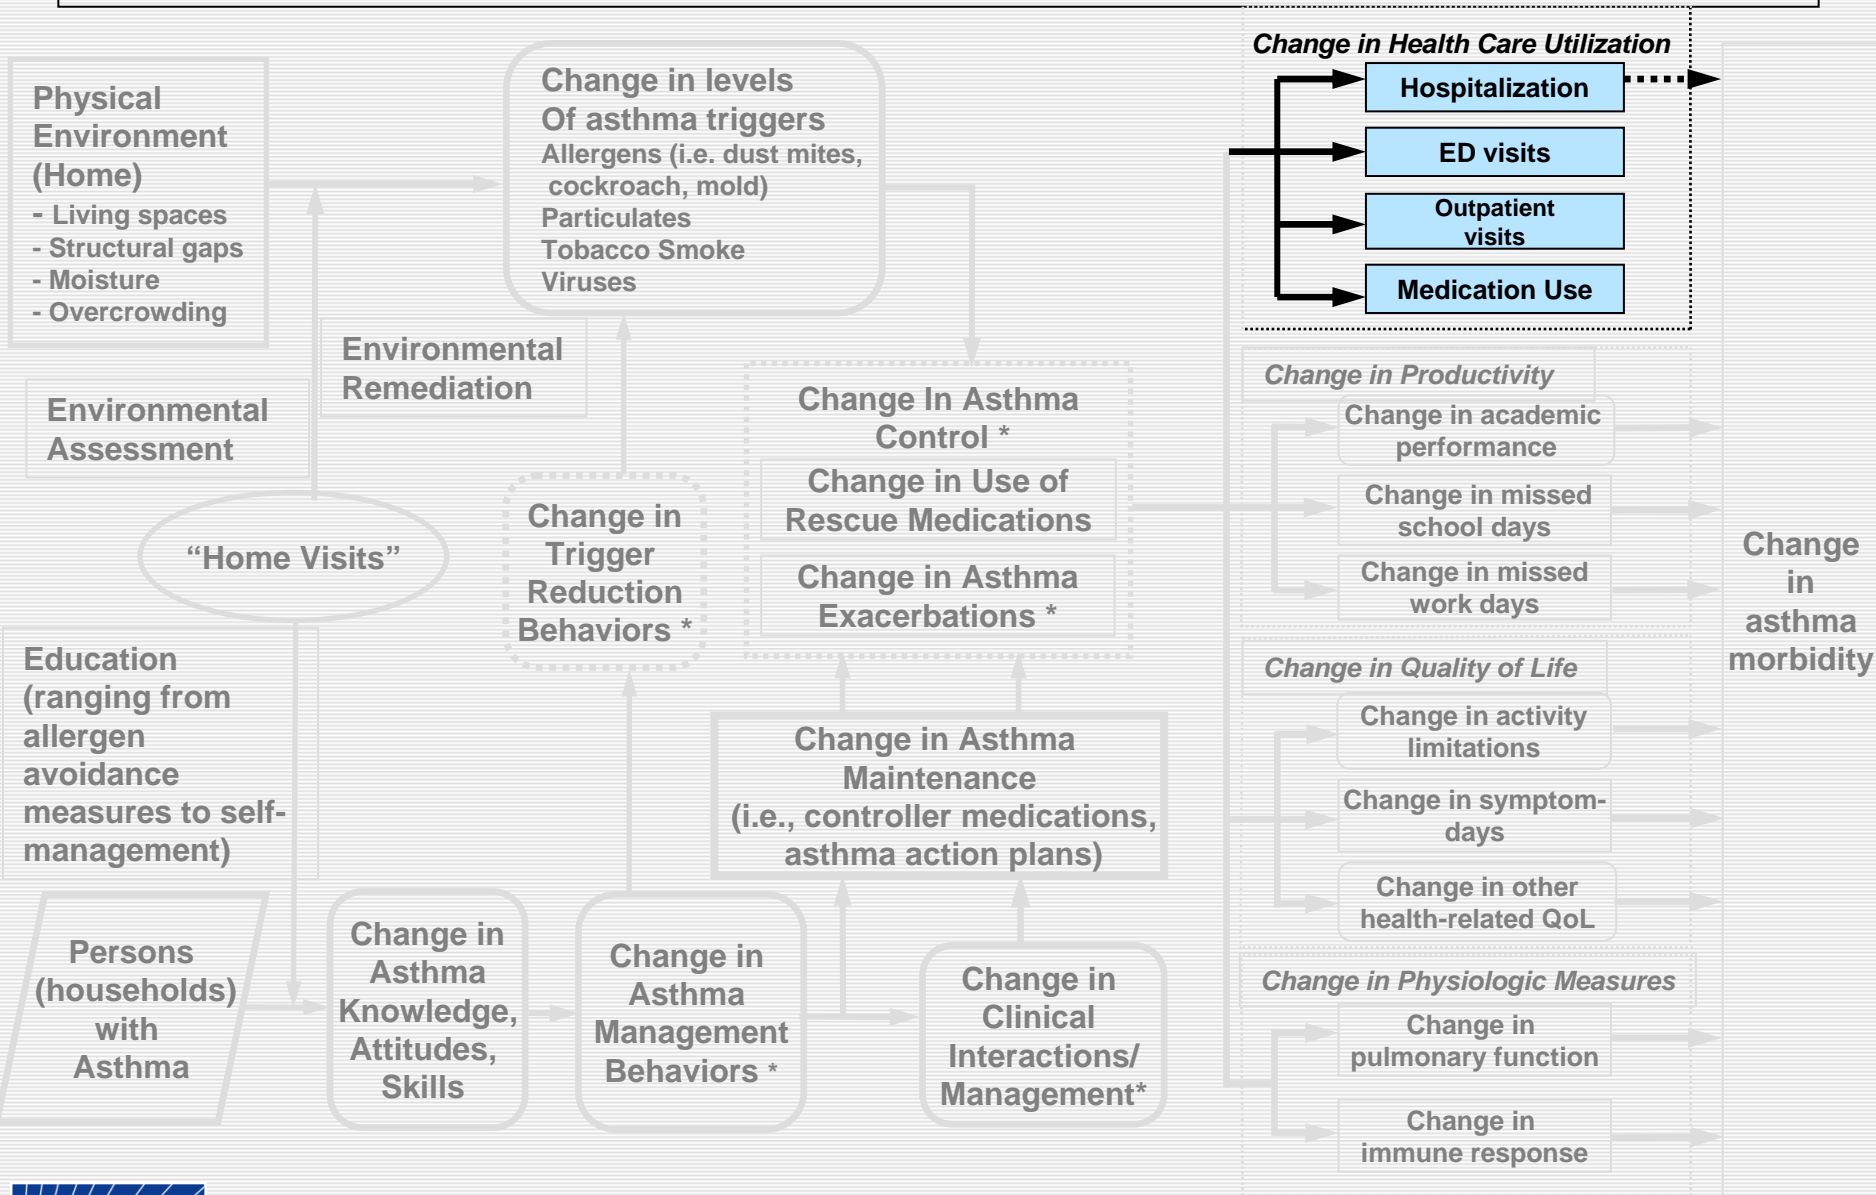 Change in Health Care Utilization
Hospitalization
ED visits
Outpatient
visits
Medication Use
Physical
Environment
(Home)
- Living spaces
- Structural gaps
- Moisture
- Overcrowding
Change in levels
Of asthma triggers
Allergens (i.e. dust mites,
cockroach, mold)
Particulates
Tobacco Smoke
Viruses
Environmental
Remediation
Environmental
Assessment
“Home Visits”
Change in
Trigger
Reduction
Behaviors *
Change In Asthma
Control *
Change in Use of
Rescue Medications
Change in Asthma
Exacerbations *
Education
(ranging from
allergen
avoidance
measures to self-
management)
Change in Asthma
Maintenance
(i.e., controller medications,
asthma action plans)
Persons
(households)
with
Asthma
Change in
Asthma
Knowledge,
Attitudes,
Skills
Change in
Asthma
Management
Behaviors *
Change in
Clinical
Interactions/
Management*
Change in Productivity
Change in academic
performance
Change in missed
school days
Change in missed
work days
Change in Quality of Life
Change in activity
limitations
Change in symptom-
days
Change in other
health-related QoL
Change in Physiologic Measures
Change in
pulmonary function
Change in
immune response
Change
in
asthma
morbidity